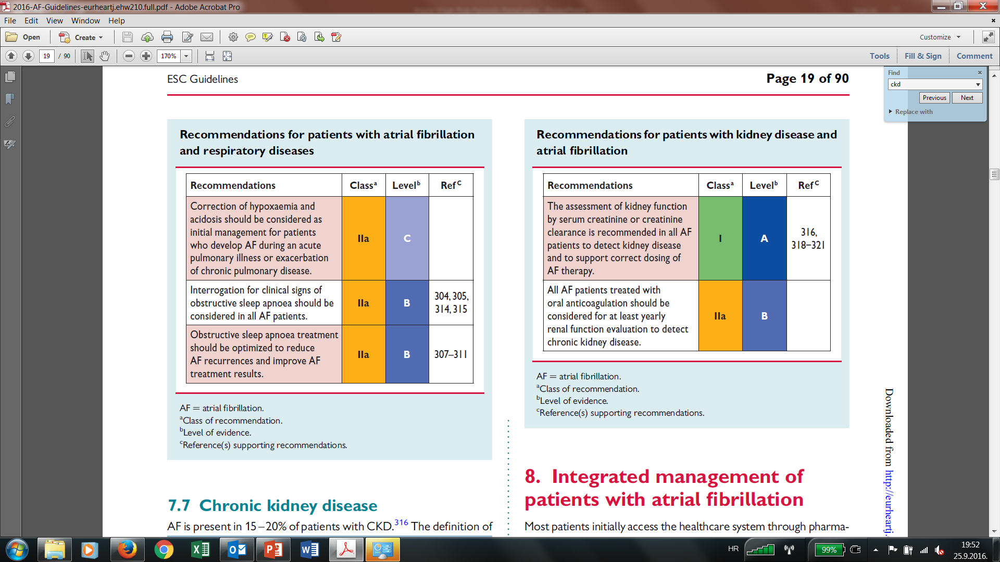 2016-AF-Guidelines-eurheartj.ehw210.full.pdf - Adobe Acrobat Pro
File Edit View Window Help
Open Create Customize
19 / 90 170% Tools Fill & Sign Comment
Find
ckd
Previous Next
Replace with
ESC Guidelines
Page 19 of 90
Recommendations for patients with atrial fibrillation
and respiratory diseases
Recommendations Classᵃ Levelᵇ Ref C
Correction of hypoxaemia and
acidosis should be considered as
initial management for patients
who develop AF during an acute
pulmonary illness or exacerbation
of chronic pulmonary disease.
IIa C
Interrogation for clinical signs of
obstructive sleep apnoea should be
considered in all AF patients.
IIa B
304, 305,
314, 315
Obstructive sleep apnoea treatment
should be optimized to reduce
AF recurrences and improve AF
treatment results.
IIa B 307–311
AF = atrial fibrillation.
ᵃClass of recommendation.
ᵇLevel of evidence.
ᶜReference(s) supporting recommendations.
7.7 Chronic kidney disease
AF is present in 15–20% of patients with CKD.³¹⁶ The definition of
Recommendations for patients with kidney disease and
atrial fibrillation
Recommendations Classᵃ Levelᵇ Ref C
The assessment of kidney function
by serum creatinine or creatinine
clearance is recommended in all AF
patients to detect kidney disease
and to support correct dosing of
AF therapy.
I A
316,
318–321
All AF patients treated with
oral anticoagulation should be
considered for at least yearly
renal function evaluation to detect
chronic kidney disease.
IIa B
AF = atrial fibrillation.
ᵃClass of recommendation.
ᵇLevel of evidence.
ᶜReference(s) supporting recommendations.
8. Integrated management of
patients with atrial fibrillation
Most patients initially access the healthcare system through pharma-
Downloaded from http://eurheartj.
HR 99% 19:52
25.9.2016.